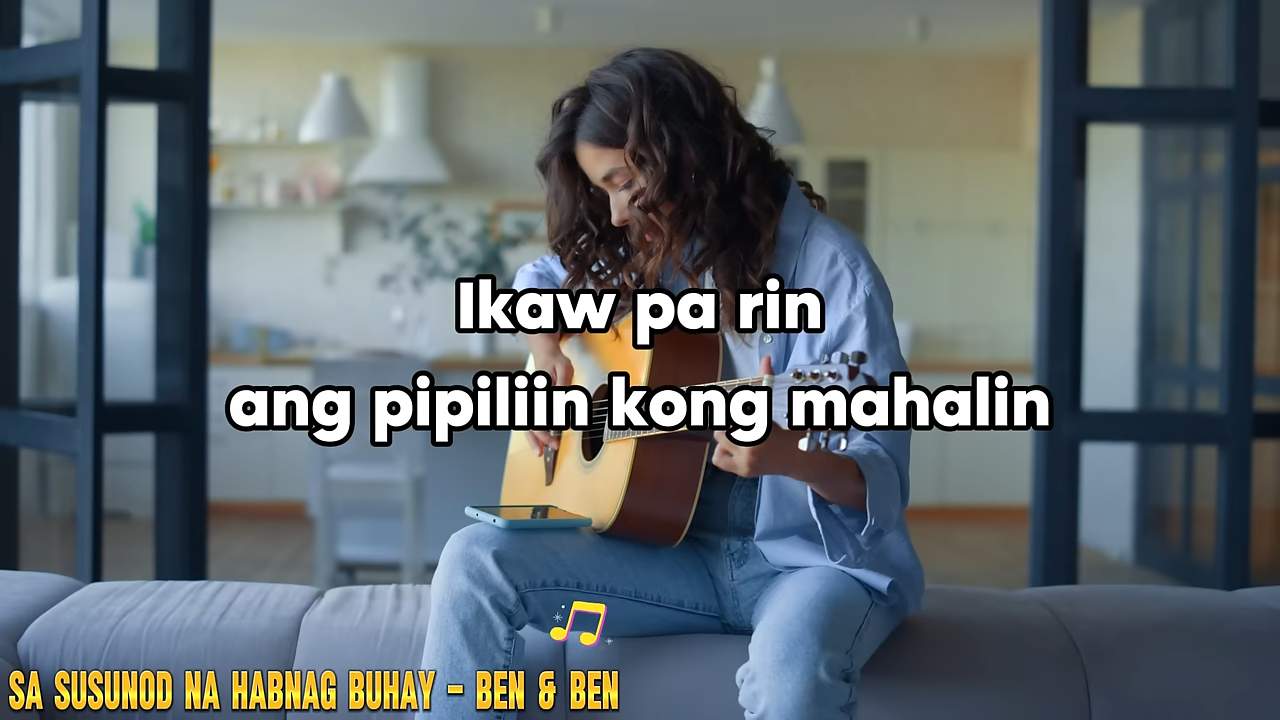 Ikaw pa rin
ang pipiliin kong mahalin
SA SUSUNOD NA HABNAG BUHAY - BEN & BEN